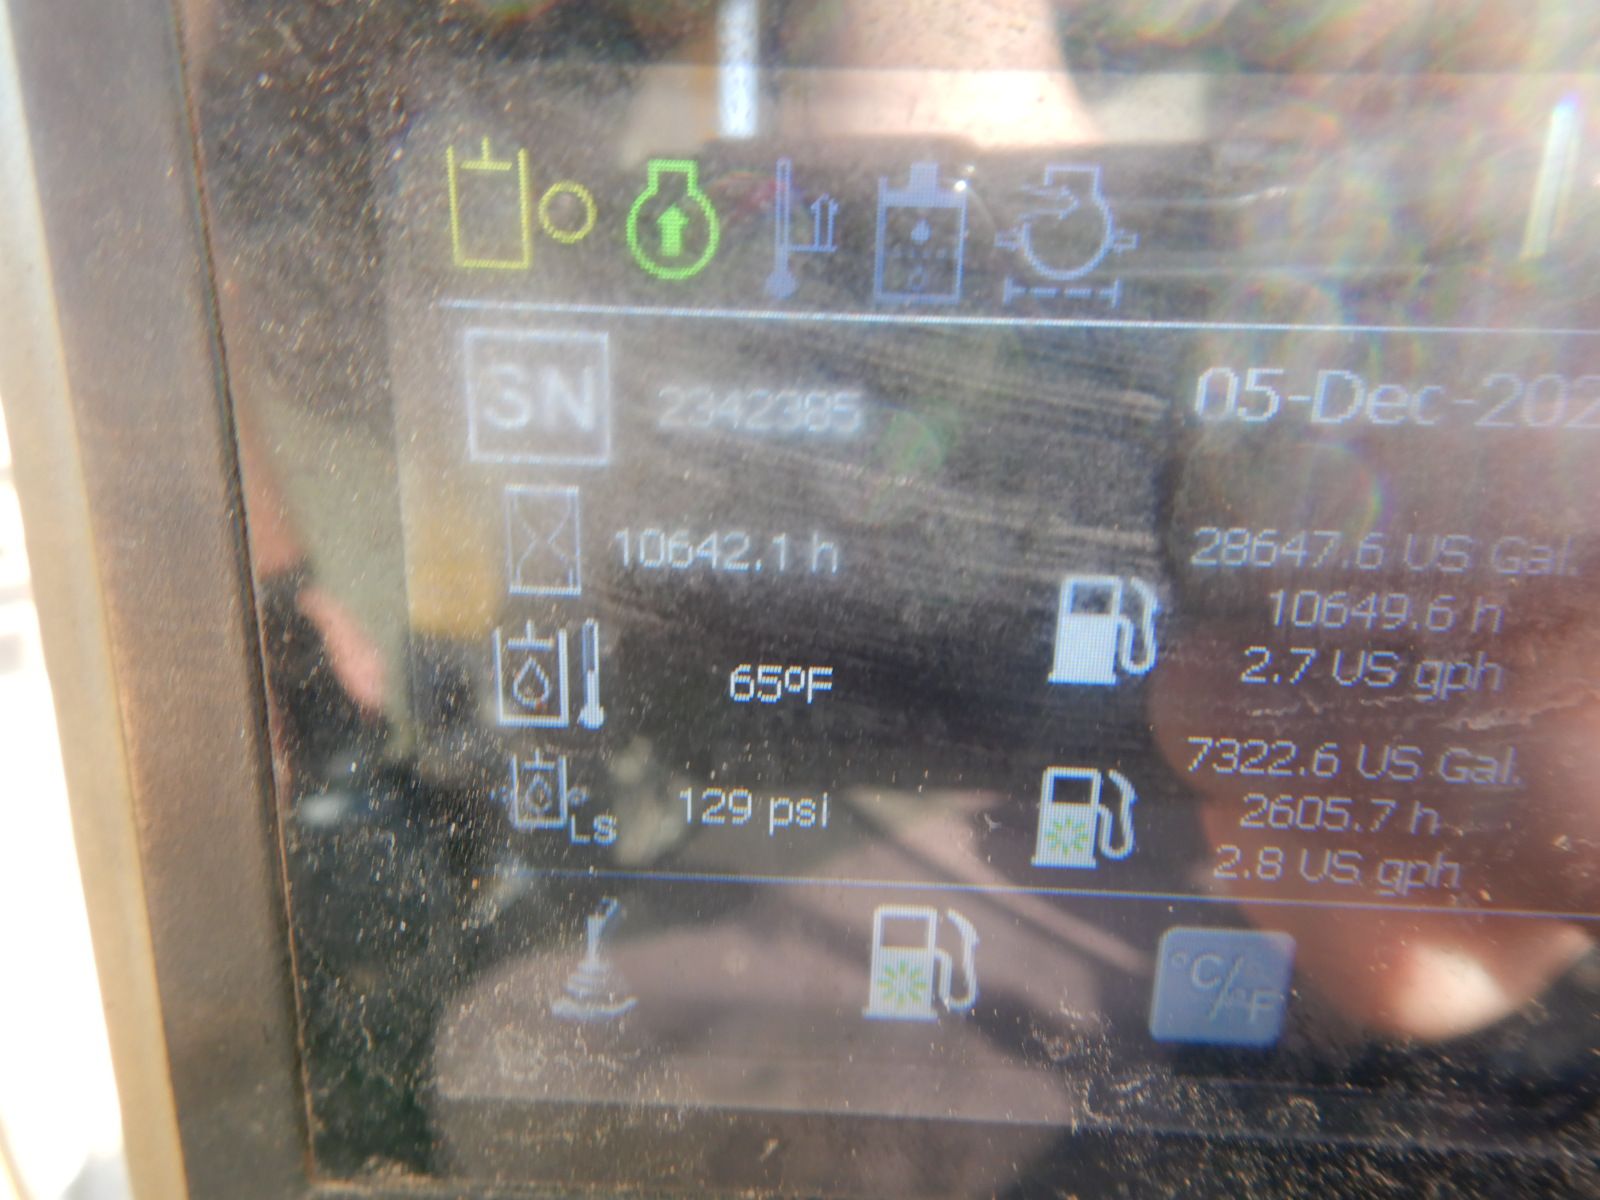 SN
2342385
05-Dec-202
10642.1 h
28647.6 US Gal.
10649.6 h
2.7 US gph
65ºF
7322.6 US Gal.
129 psi
LS
2605.7 h
2.8 US gph
°C/°F